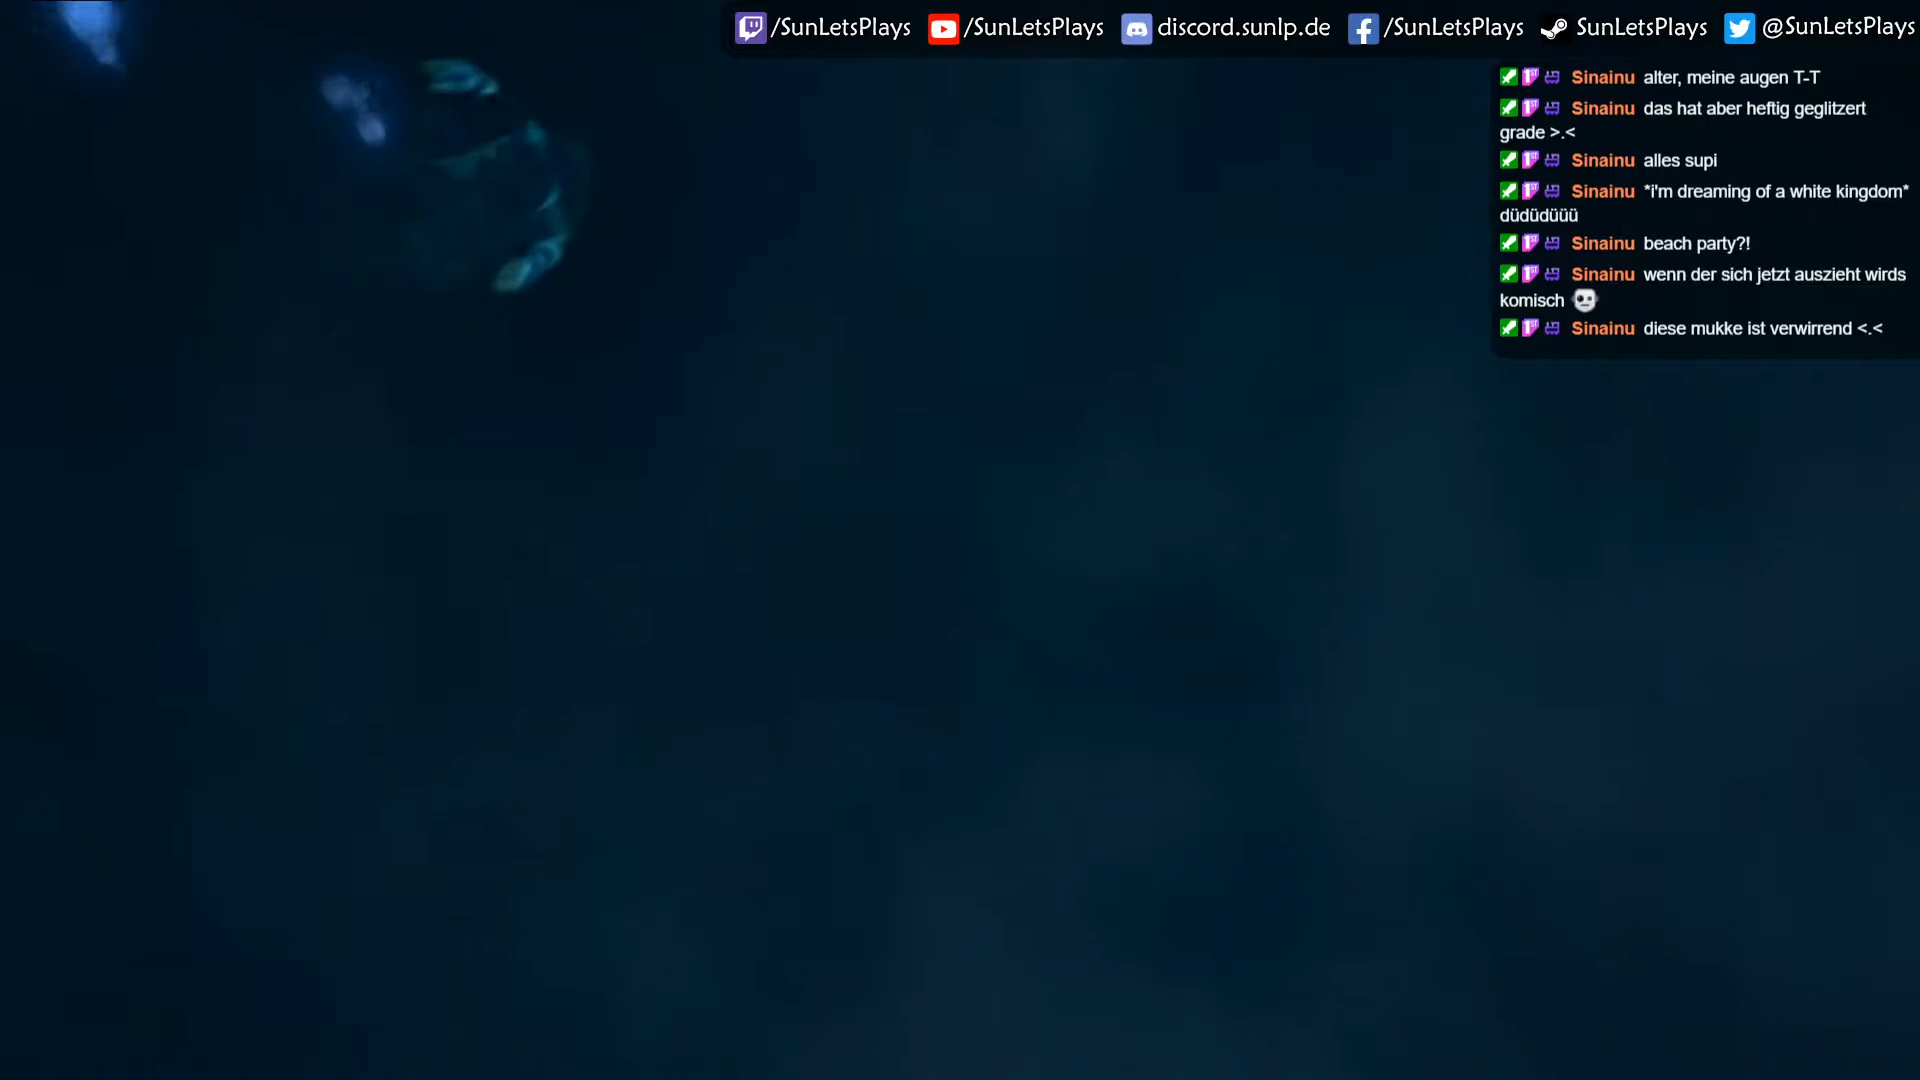 /SunLetsPlays /SunLetsPlays discord.sunlp.de /SunLetsPlays SunLetsPlays @SunLetsPlays
Sinainu alter, meine augen T-T
Sinainu das hat aber heftig geglitzert
grade >.<
Sinainu alles supi
Sinainu *i'm dreaming of a white kingdom*
düdüdüüü
Sinainu beach party?!
Sinainu wenn der sich jetzt auszieht wirds
komisch
Sinainu diese mukke ist verwirrend <.<